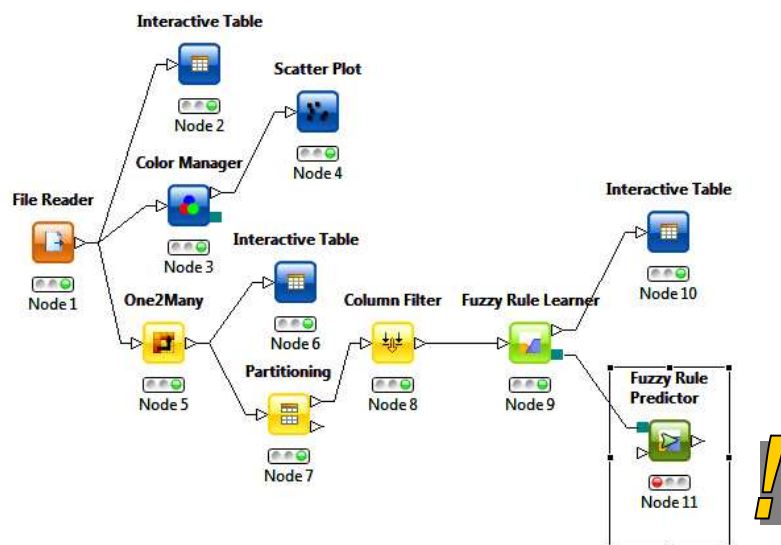 Interactive Table
Node 2
Scatter Plot
Node 4
Color Manager
Node 3
File Reader
Node 1
Interactive Table
Node 6
One2Many
Node 5
Partitioning
Node 7
Column Filter
Node 8
Fuzzy Rule Learner
Node 9
Interactive Table
Node 10
Fuzzy Rule
Predictor
Node 11
!